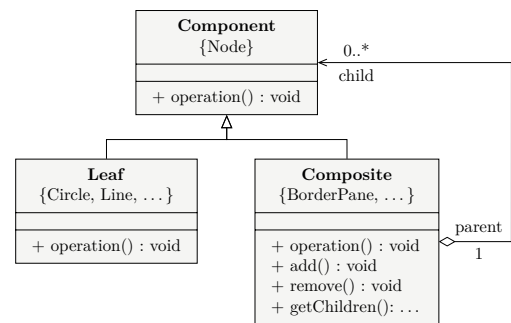 Component
{Node}
+ operation() : void
0..*
child
Leaf
{Circle, Line, ...}
+ operation() : void
Composite
{BorderPane, ...}
+ operation() : void
+ add() : void
+ remove() : void
+ getChildren(): ...
parent
1